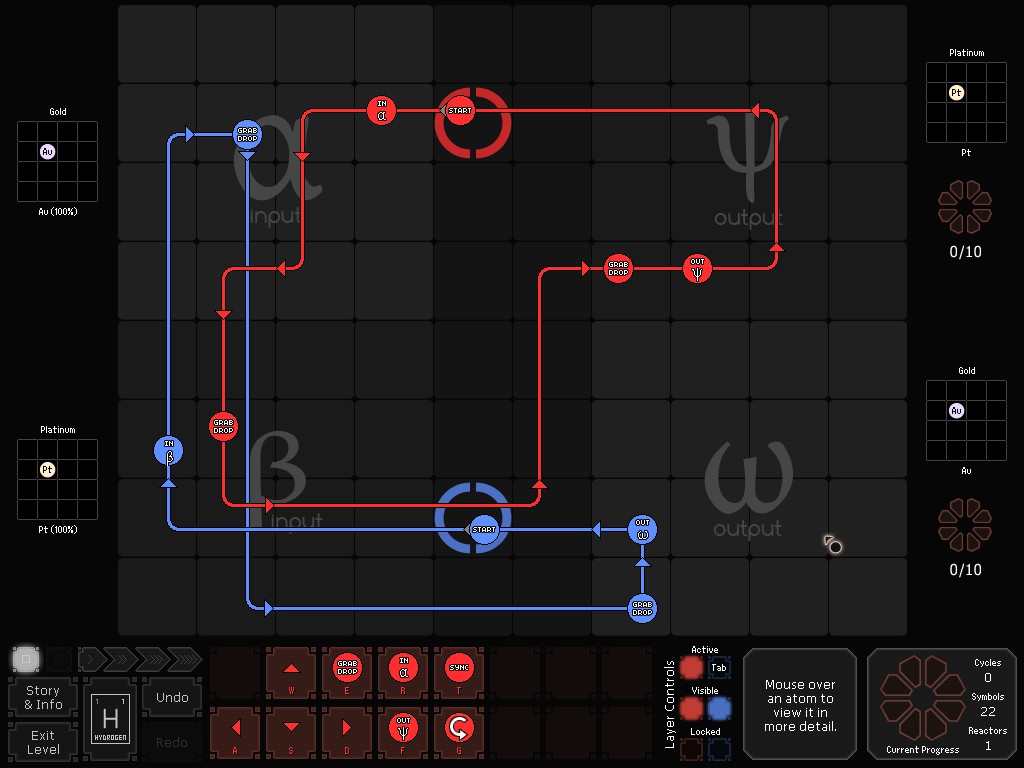 Platinum
Pt
Pt
0/10
Gold
Au
Au (100%)
IN
α
START
GRAB
DROP
α
input
ψ
output
GRAB
DROP
OUT
ψ
Gold
Au
Au
0/10
Platinum
Pt
Pt (100%)
IN
β
GRAB
DROP
β
input
START
ω
output
OUT
ω
GRAB
DROP
Story
& Info
Exit
Level
1 1
H
HYDROGEN
Undo
Redo
W
GRAB
DROP
E
IN
α
R
SYNC
T
A
S
D
OUT
ψ
F
G
Layer Controls
Active
Tab
Visible
Locked
Mouse over
an atom to
view it in
more detail.
Cycles
0
Symbols
22
Reactors
1
Current Progress